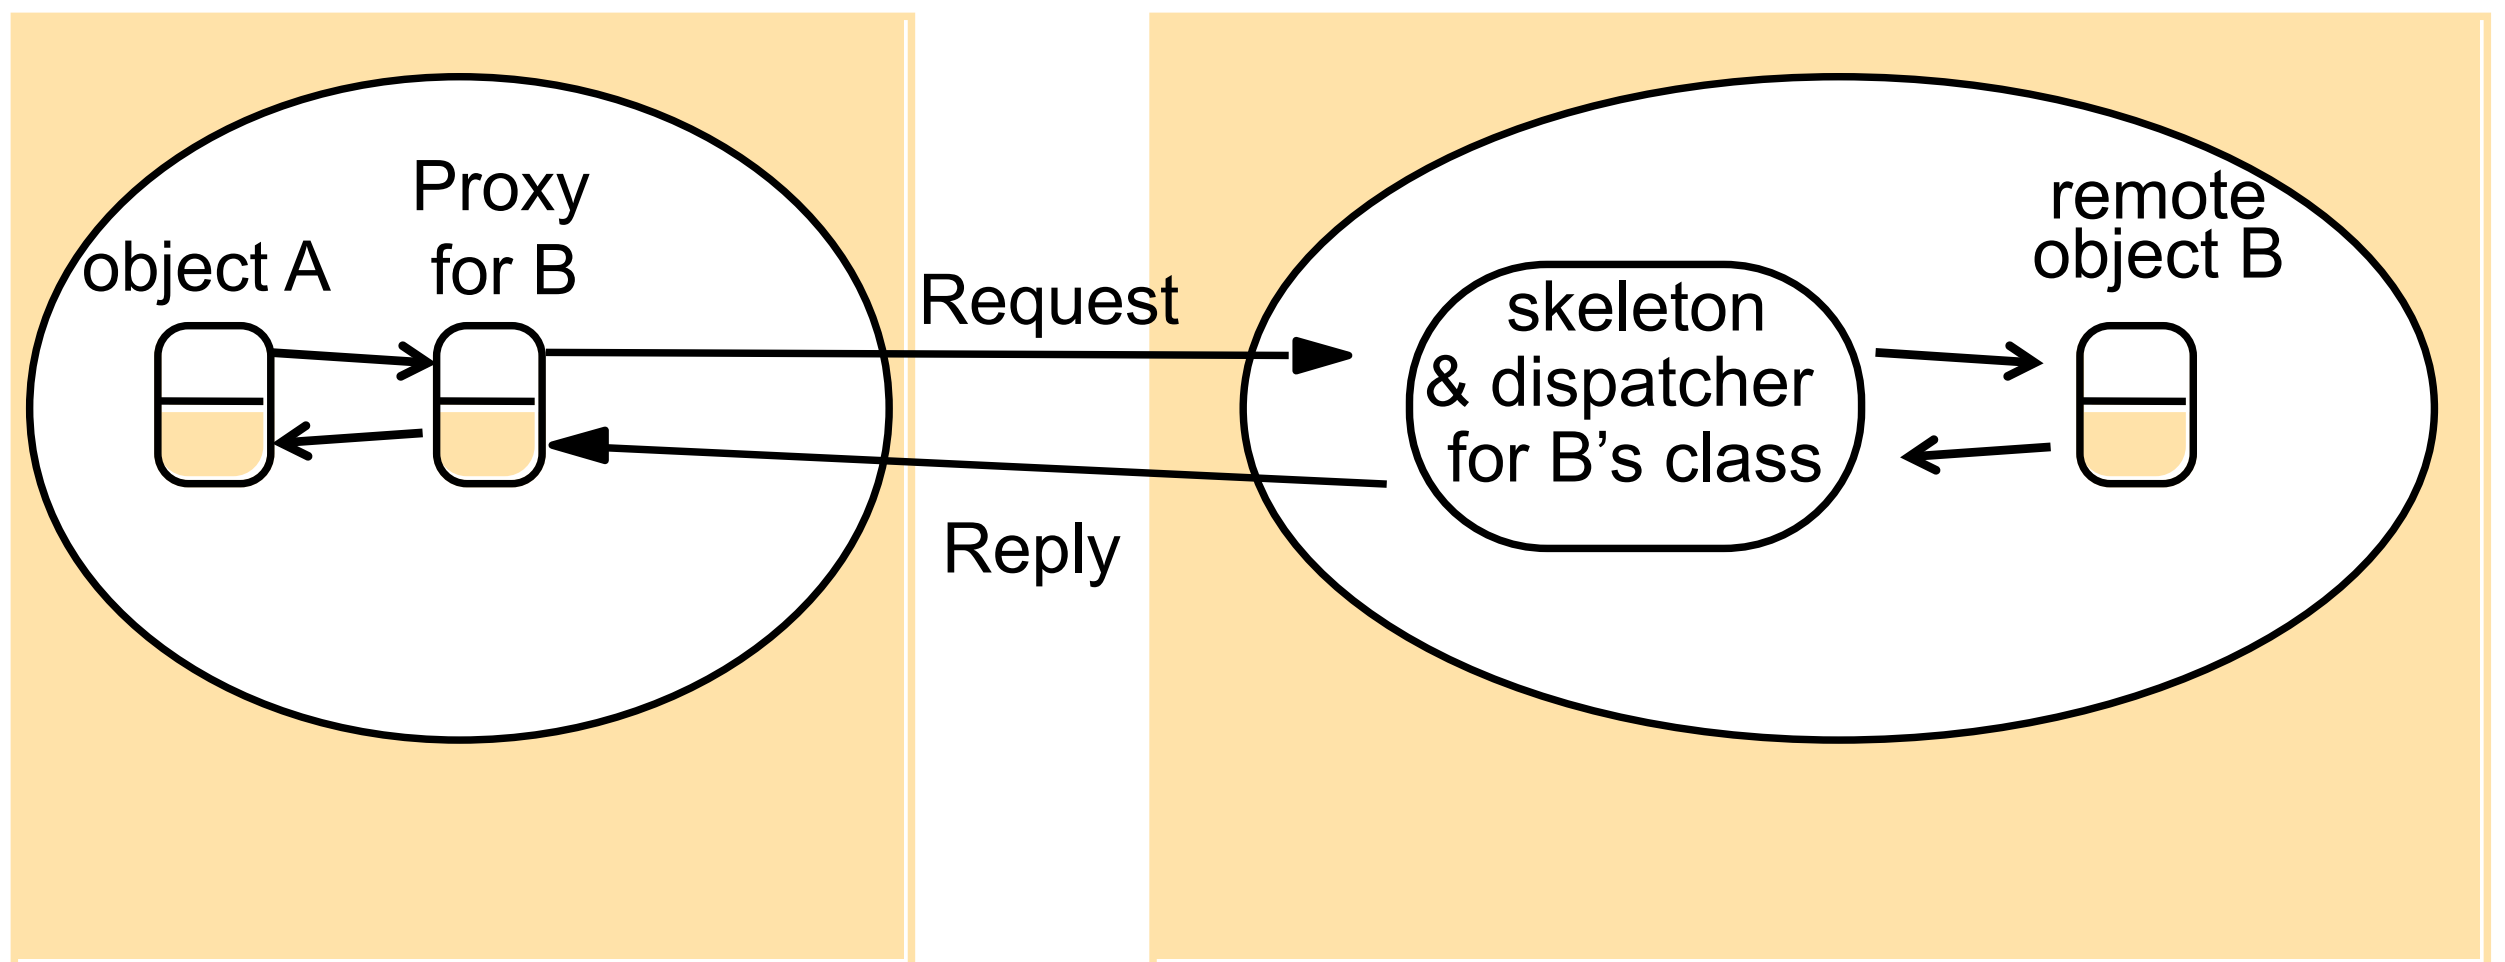 object A
Proxy
for B
Request
Reply
skeleton
& dispatcher
for B’s class
remote
object B